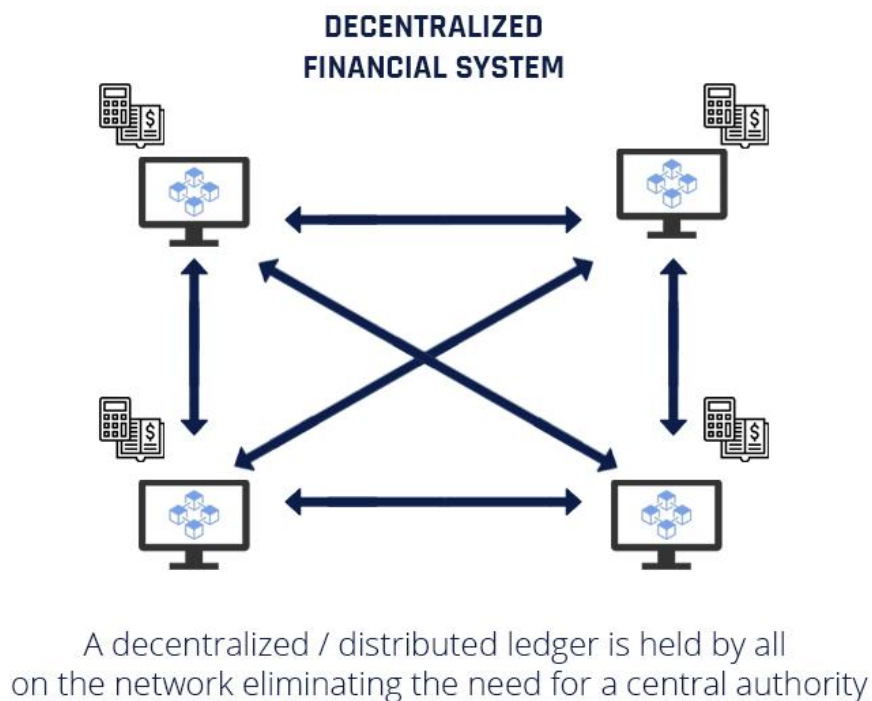 DECENTRALIZED
FINANCIAL SYSTEM
$
$
$
$
A decentralized / distributed ledger is held by all
on the network eliminating the need for a central authority